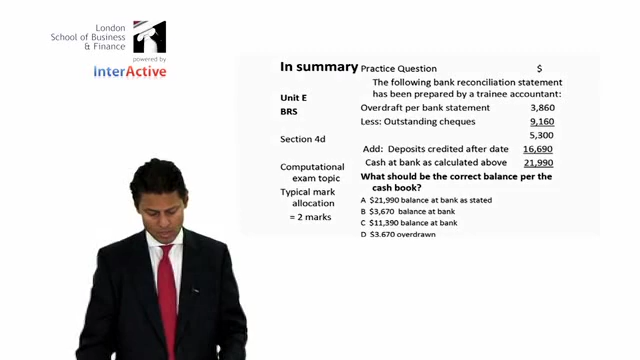 London
School of Business
& Finance
powered by
InterActive
In summary
Unit E
BRS
Section 4d
Computational
exam topic
Typical mark
allocation
= 2 marks
Practice Question $
The following bank reconciliation statement
has been prepared by a trainee accountant:
Overdraft per bank statement 3,860
Less: Outstanding cheques 9,160
5,300
Add: Deposits credited after date 16,690
Cash at bank as calculated above 21,990
What should be the correct balance per the
cash book?
A $21,990 balance at bank as stated
B $3,670 balance at bank
C $11,390 balance at bank
D $3,670 overdrawn